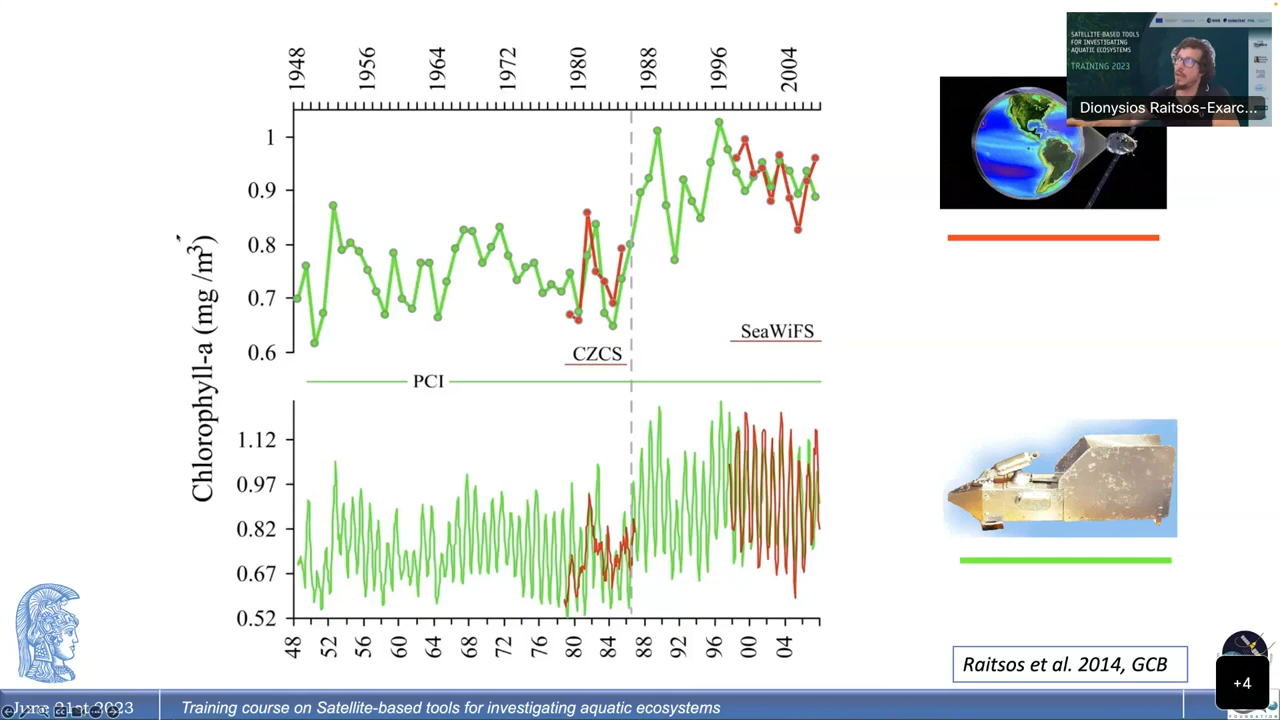 1948
1956
1964
1972
1980
1988
1996
2004
SATELLITE-BASED TOOLS
FOR INVESTIGATING
AQUATIC ECOSYSTEMS
TRAINING 2023
Dionysios Raitsos-Exarc...
1
0.9
0.8
0.7
0.6
Chlorophyll-a (mg /m³)
SeaWiFS
CZCS
PCI
1.12
0.97
0.82
0.67
0.52
48
52
56
60
64
68
72
76
80
84
88
92
96
00
04
Raitsos et al. 2014, GCB
+4
June 21st 2023
Training course on Satellite-based tools for investigating aquatic ecosystems